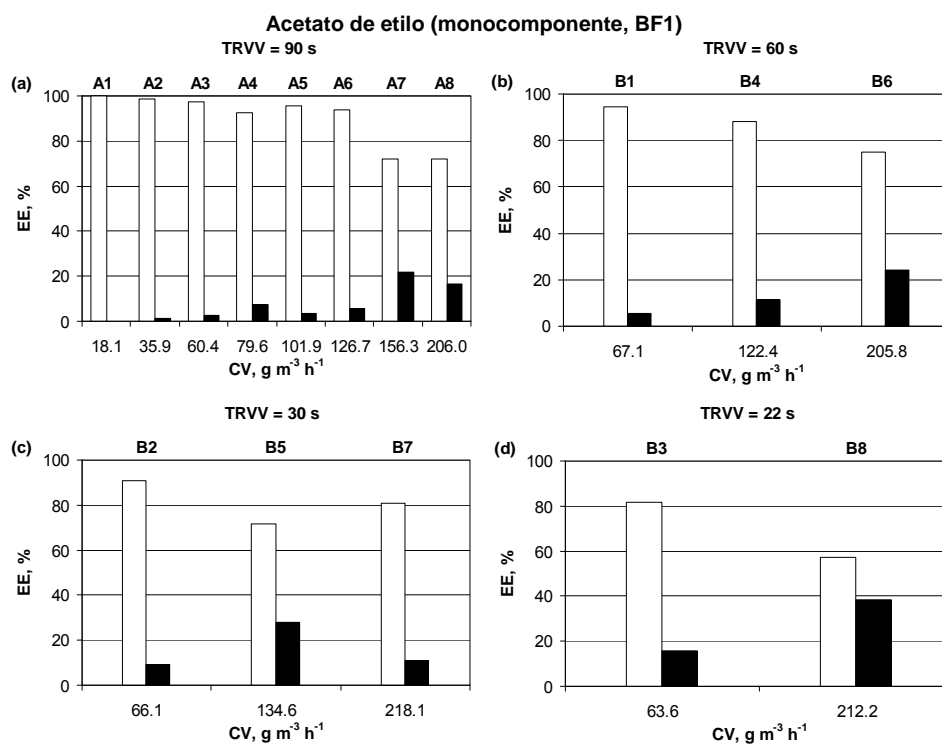 Acetato de etilo (monocomponente, BF1)
TRVV = 90 s
(a) A1 A2 A3 A4 A5 A6 A7 A8
100
80
60
40
20
0
EE, %
18.1 35.9 60.4 79.6 101.9 126.7 156.3 206.0
CV, g m⁻³ h⁻¹
TRVV = 60 s
(b) B1 B4 B6
100
80
60
40
20
0
EE, %
67.1 122.4 205.8
CV, g m⁻³ h⁻¹
TRVV = 30 s
(c) B2 B5 B7
100
80
60
40
20
0
EE, %
66.1 134.6 218.1
CV, g m⁻³ h⁻¹
TRVV = 22 s
(d) B3 B8
100
80
60
40
20
0
EE, %
63.6 212.2
CV, g m⁻³ h⁻¹